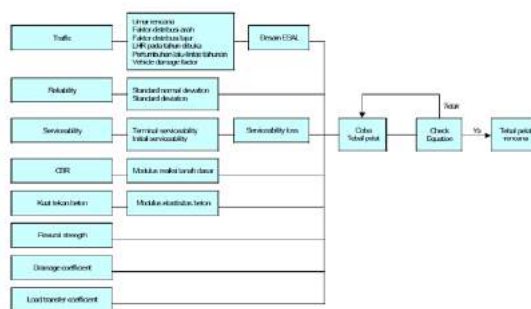 Traffic
Umur rencana
Faktor distribusi arah
Faktor distribusi lajur
LHR pada tahun dibuka
Pertumbuhan lalu-lintas tahunan
Vehicle damage factor
Desain ESAL
Reliability
Standard normal deviation
Standard deviation
Serviceability
Terminal serviceability
Initial serviceability
Serviceability loss
Coba
Tebal pelat
Tidak
Check
Equation
Ya
Tebal pelat
rencana
CBR
Modulus reaksi tanah dasar
Kuat tekan beton
Modulus elastisitas beton
Flexural strength
Drainage coefficient
Load transfer coefficient